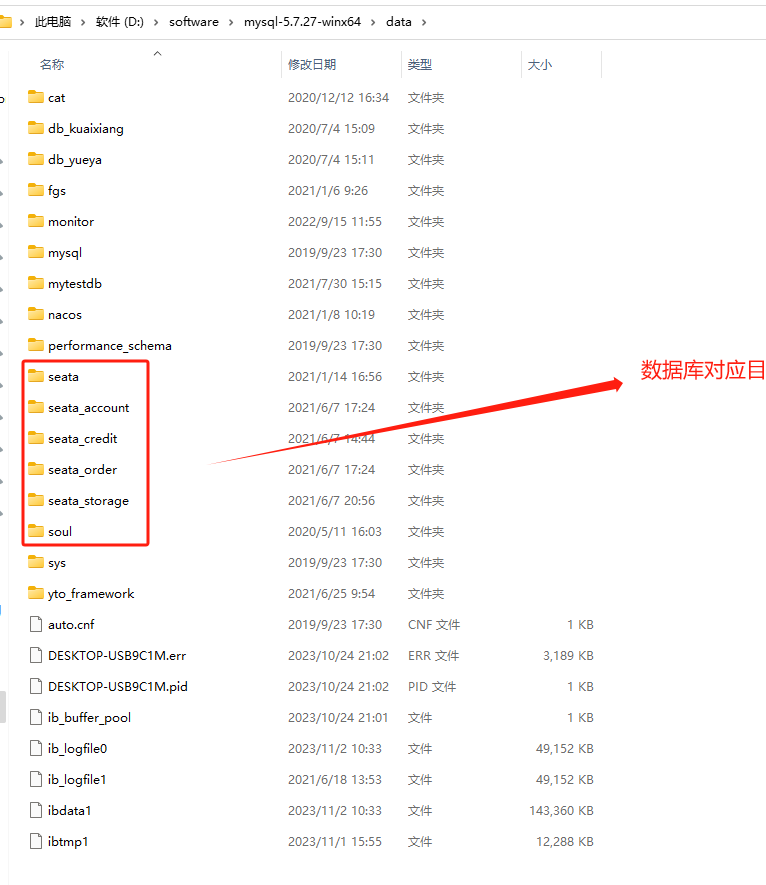 此电脑 › 软件 (D:) › software › mysql-5.7.27-winx64 › data ›
名称 修改日期 类型 大小
cat 2020/12/12 16:34 文件夹
db_kuaixiang 2020/7/4 15:09 文件夹
db_yueya 2020/7/4 15:11 文件夹
fgs 2021/1/6 9:26 文件夹
monitor 2022/9/15 11:55 文件夹
mysql 2019/9/23 17:30 文件夹
mytestdb 2021/7/30 15:15 文件夹
nacos 2021/1/8 10:19 文件夹
performance_schema 2019/9/23 17:30 文件夹
seata 2021/1/14 16:56 文件夹
数据库对应目
seata_account 2021/6/7 17:24 文件夹
seata_credit 2021/6/7 14:44 文件夹
seata_order 2021/6/7 17:24 文件夹
seata_storage 2021/6/7 20:56 文件夹
soul 2020/5/11 16:03 文件夹
sys 2019/9/23 17:30 文件夹
yto_framework 2021/6/25 9:54 文件夹
auto.cnf 2019/9/23 17:30 CNF 文件 1 KB
DESKTOP-USB9C1M.err 2023/10/24 21:02 ERR 文件 3,189 KB
DESKTOP-USB9C1M.pid 2023/10/24 21:02 PID 文件 1 KB
ib_buffer_pool 2023/10/24 21:01 文件 1 KB
ib_logfile0 2023/11/2 10:33 文件 49,152 KB
ib_logfile1 2021/6/18 13:53 文件 49,152 KB
ibdata1 2023/11/2 10:33 文件 143,360 KB
ibtmp1 2023/11/1 15:55 文件 12,288 KB